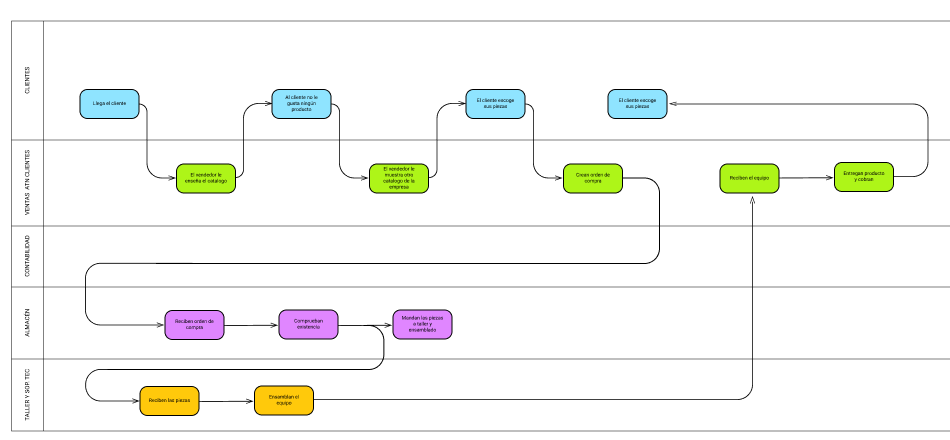 CLIENTES
Llega el cliente
Al cliente no le
gusta ningún
producto
El cliente escoge
sus piezas
El cliente escoge
sus piezas
VENTAS ATN CLIENTES
El vendedor le
enseña el catalogo
El vendedor le
muestra otro
catalogo de la
empresa
Crean orden de
compra
Reciben el equipo
Entregan producto
y cobran
CONTABILIDAD
ALMACÉN
Reciben orden de
compra
Comprueban
existencia
Mandan las piezas
a taller y
ensamblado
TALLER Y SOP. TEC.
Reciben las piezas
Ensamblan el
equipo